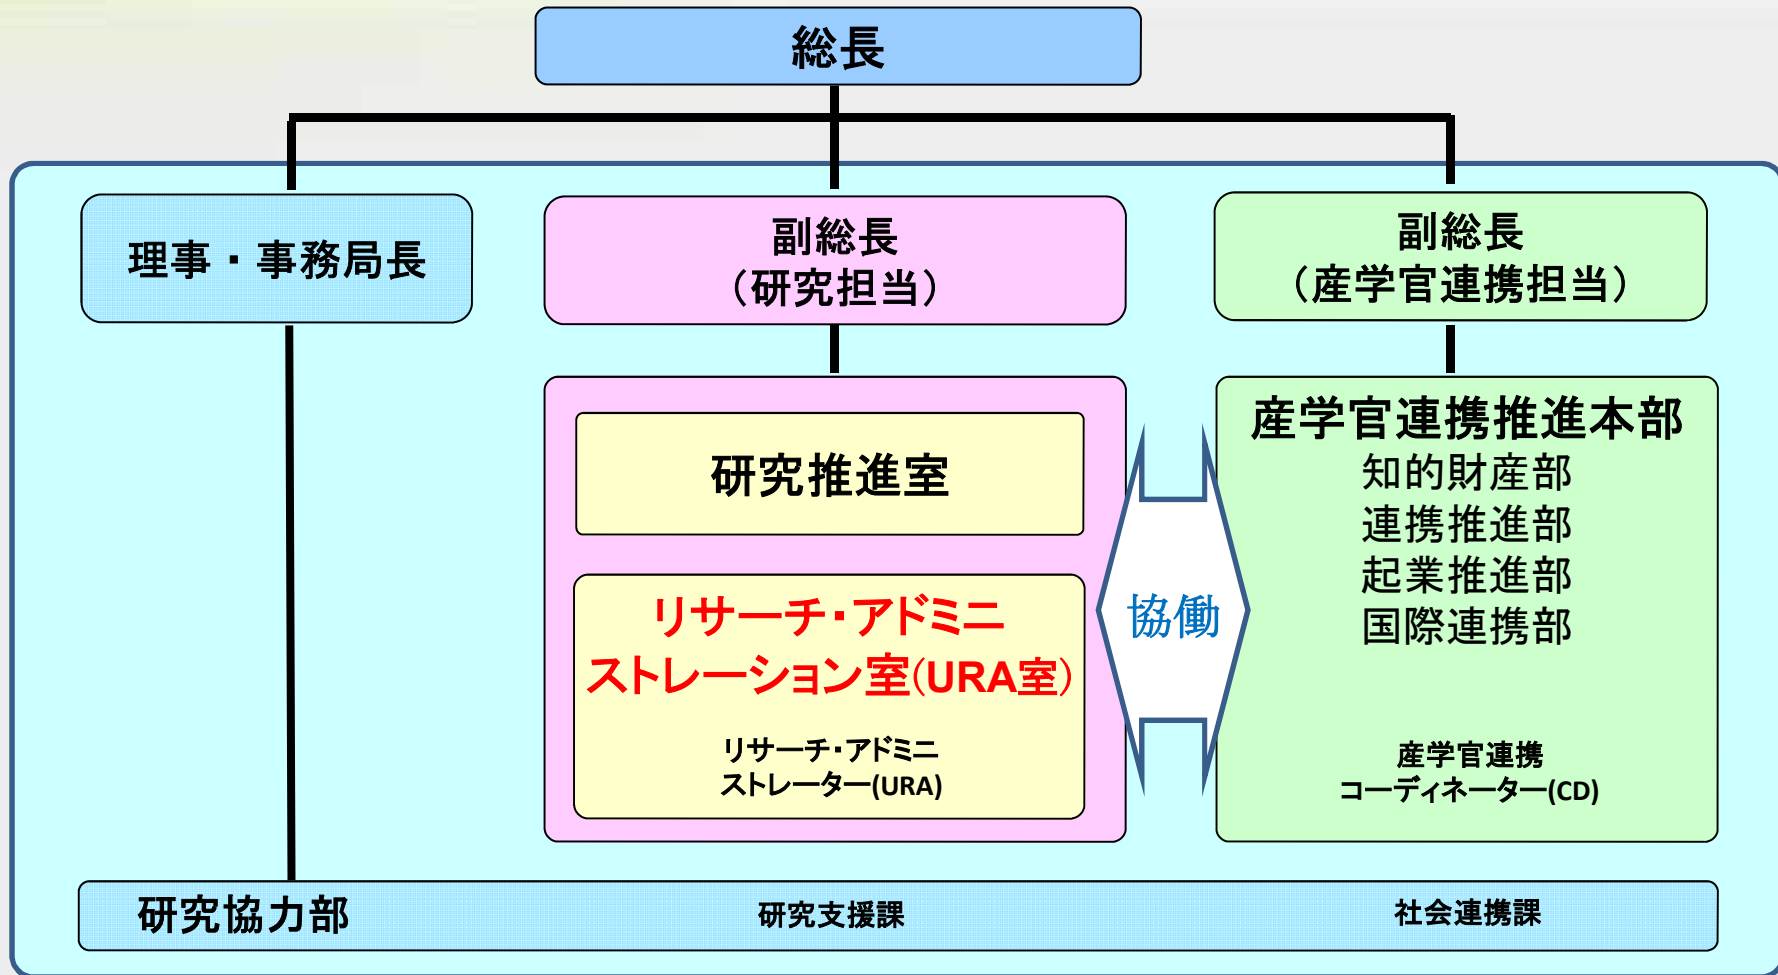 総長
理事・事務局長
副総長
（研究担当）
副総長
（産学官連携担当）
研究推進室
リサーチ・アドミニ
ストレーション室(URA室)
リサーチ・アドミニ
ストレーター(URA)
協働
産学官連携推進本部
知的財産部
連携推進部
起業推進部
国際連携部
産学官連携
コーディネーター(CD)
研究協力部
研究支援課
社会連携課